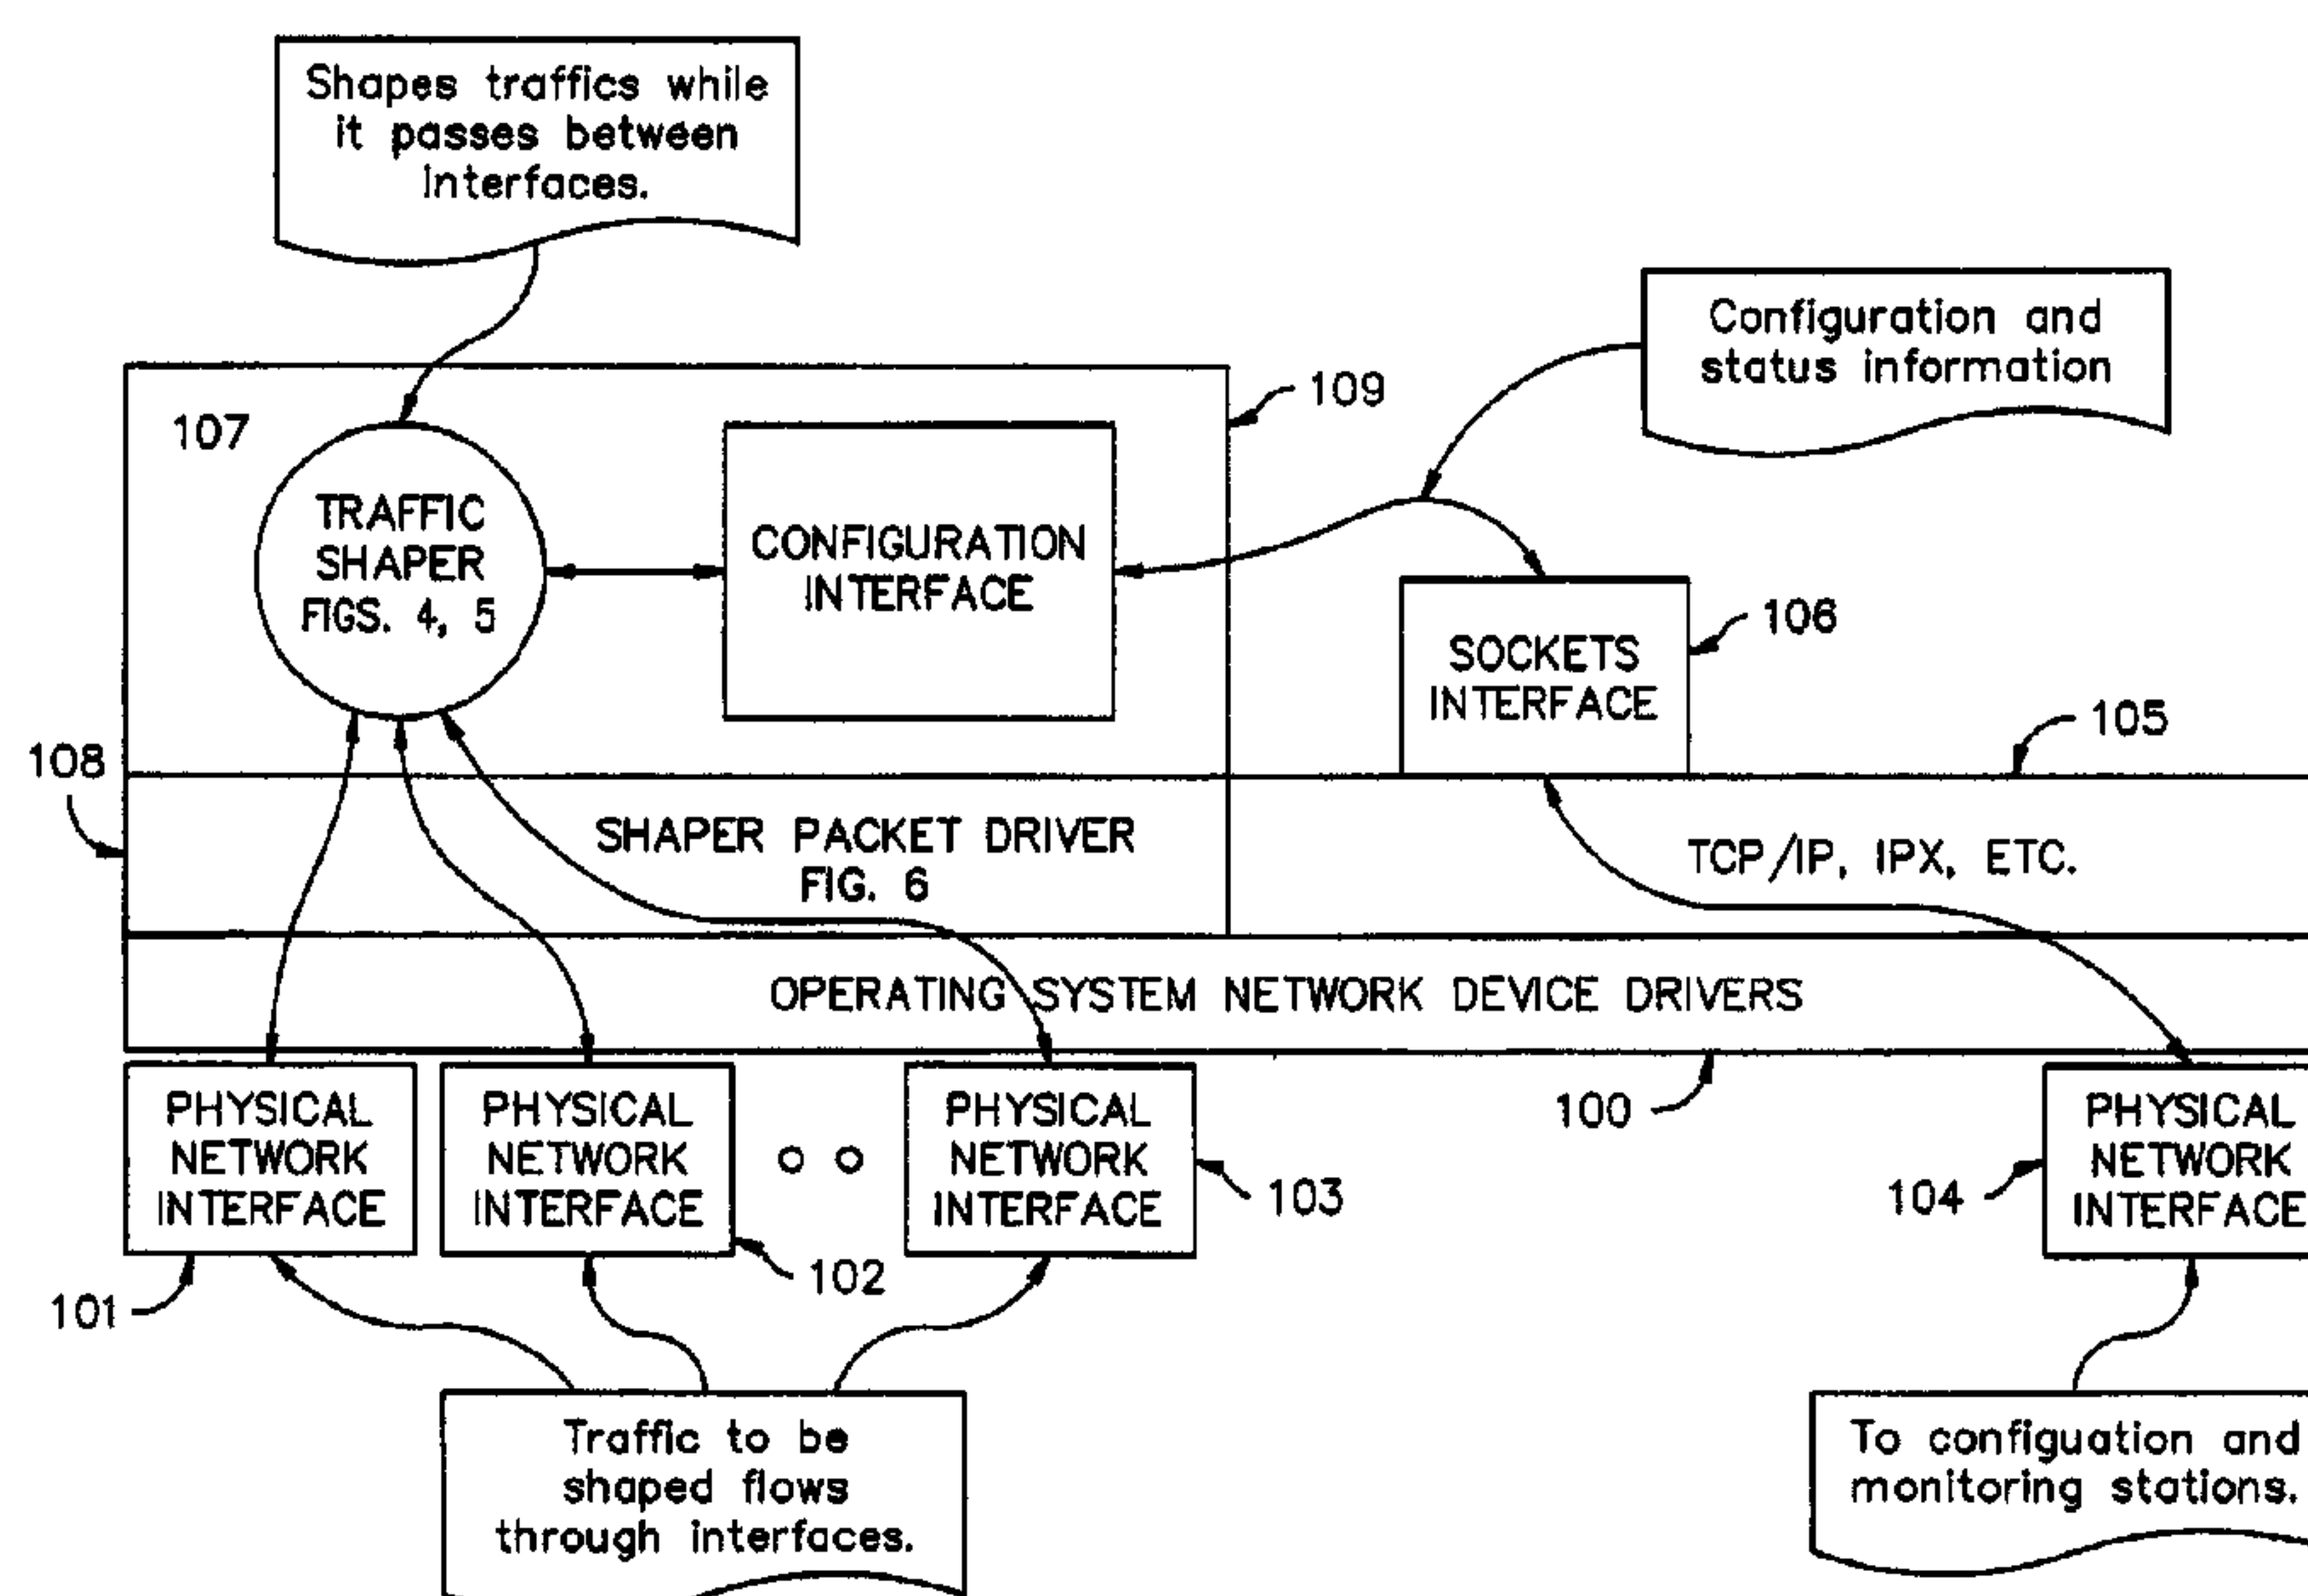 Shapes traffics while
it passes between
interfaces.
Configuration and
status information
109
107
TRAFFIC
SHAPER
FIGS. 4, 5
CONFIGURATION
INTERFACE
106
SOCKETS
INTERFACE
105
108
SHAPER PACKET DRIVER
FIG. 6
TCP/IP, IPX, ETC.
OPERATING SYSTEM NETWORK DEVICE DRIVERS
100
PHYSICAL
NETWORK
INTERFACE
PHYSICAL
NETWORK
INTERFACE
PHYSICAL
NETWORK
INTERFACE
PHYSICAL
NETWORK
INTERFACE
101
102
103
104
Traffic to be
shaped flows
through interfaces.
To configuation and
monitoring stations.